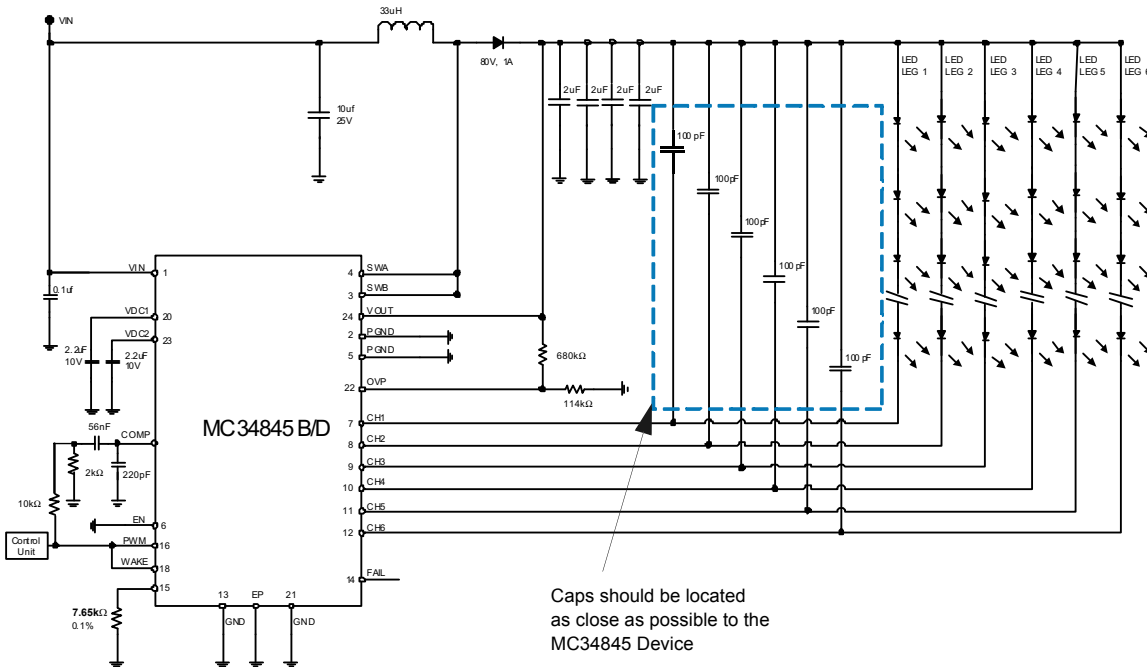 VIN
33uH
80V, 1A
10uf
25V
2uF
2uF
2uF
2uF
100 pF
100pF
100pF
100 pF
100pF
100 pF
LED
LEG 1
LED
LEG 2
LED
LEG 3
LED
LEG 4
LED
LEG 5
LED
LEG 6
0.1uf
VIN
1
VDC1
20
VDC2
23
2.2uF
10V
2.2uF
10V
COMP
56nF
2kΩ
220pF
10kΩ
EN
6
Control
Unit
PWM
16
WAKE
18
15
7.65kΩ
0.1%
MC34845 B/D
13
EP
21
GND
GND
4
SWA
3
SWB
24
VOUT
2
PGND
5
PGND
22
OVP
680kΩ
114kΩ
7
CH1
8
CH2
9
CH3
10
CH4
11
CH5
12
CH6
14
FAIL
Caps should be located
as close as possible to the
MC34845 Device